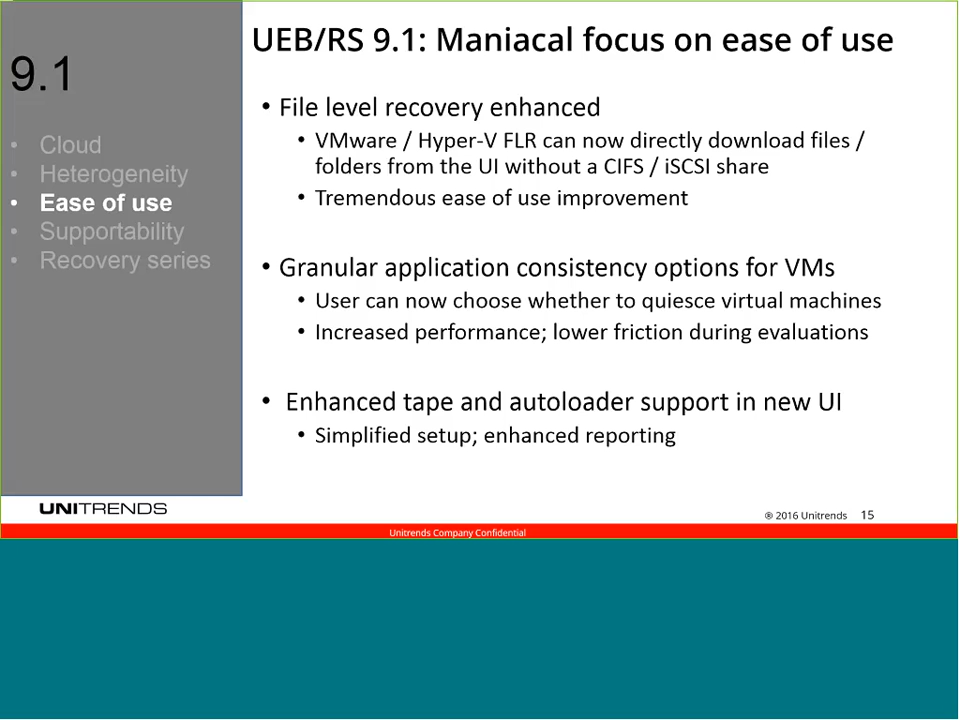 UEB/RS 9.1: Maniacal focus on ease of use
9.1
• Cloud
• Heterogeneity
• Ease of use
• Supportability
• Recovery series
• File level recovery enhanced
• VMware / Hyper-V FLR can now directly download files /
folders from the UI without a CIFS / iSCSI share
• Tremendous ease of use improvement
• Granular application consistency options for VMs
• User can now choose whether to quiesce virtual machines
• Increased performance; lower friction during evaluations
• Enhanced tape and autoloader support in new UI
• Simplified setup; enhanced reporting
UNITRENDS
® 2016 Unitrends 15
Unitrends Company Confidential